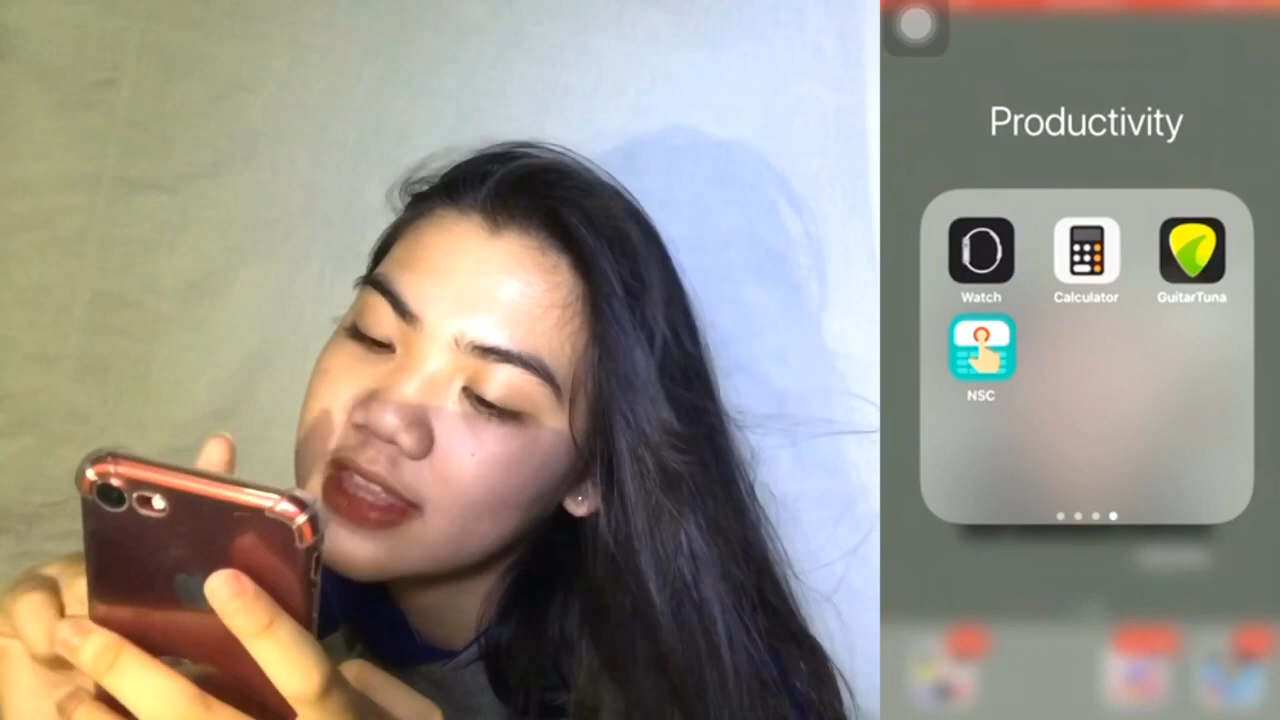 Productivity
Watch
Calculator
GuitarTuna
NSC